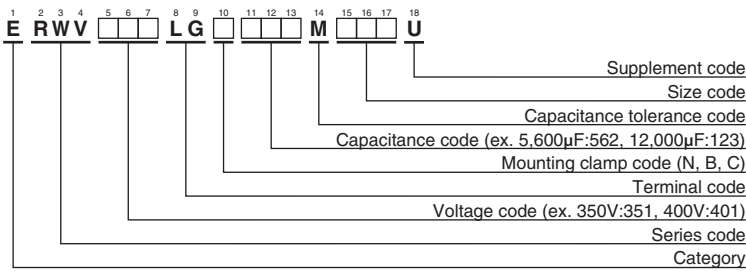 1 2 3 4 5 6 7 8 9 10 11 12 13 14 15 16 17 18
E R W V □□□ L G □ □□□ M □□□ U
Supplement code
Size code
Capacitance tolerance code
Capacitance code (ex. 5,600μF:562, 12,000μF:123)
Mounting clamp code (N, B, C)
Terminal code
Voltage code (ex. 350V:351, 400V:401)
Series code
Category